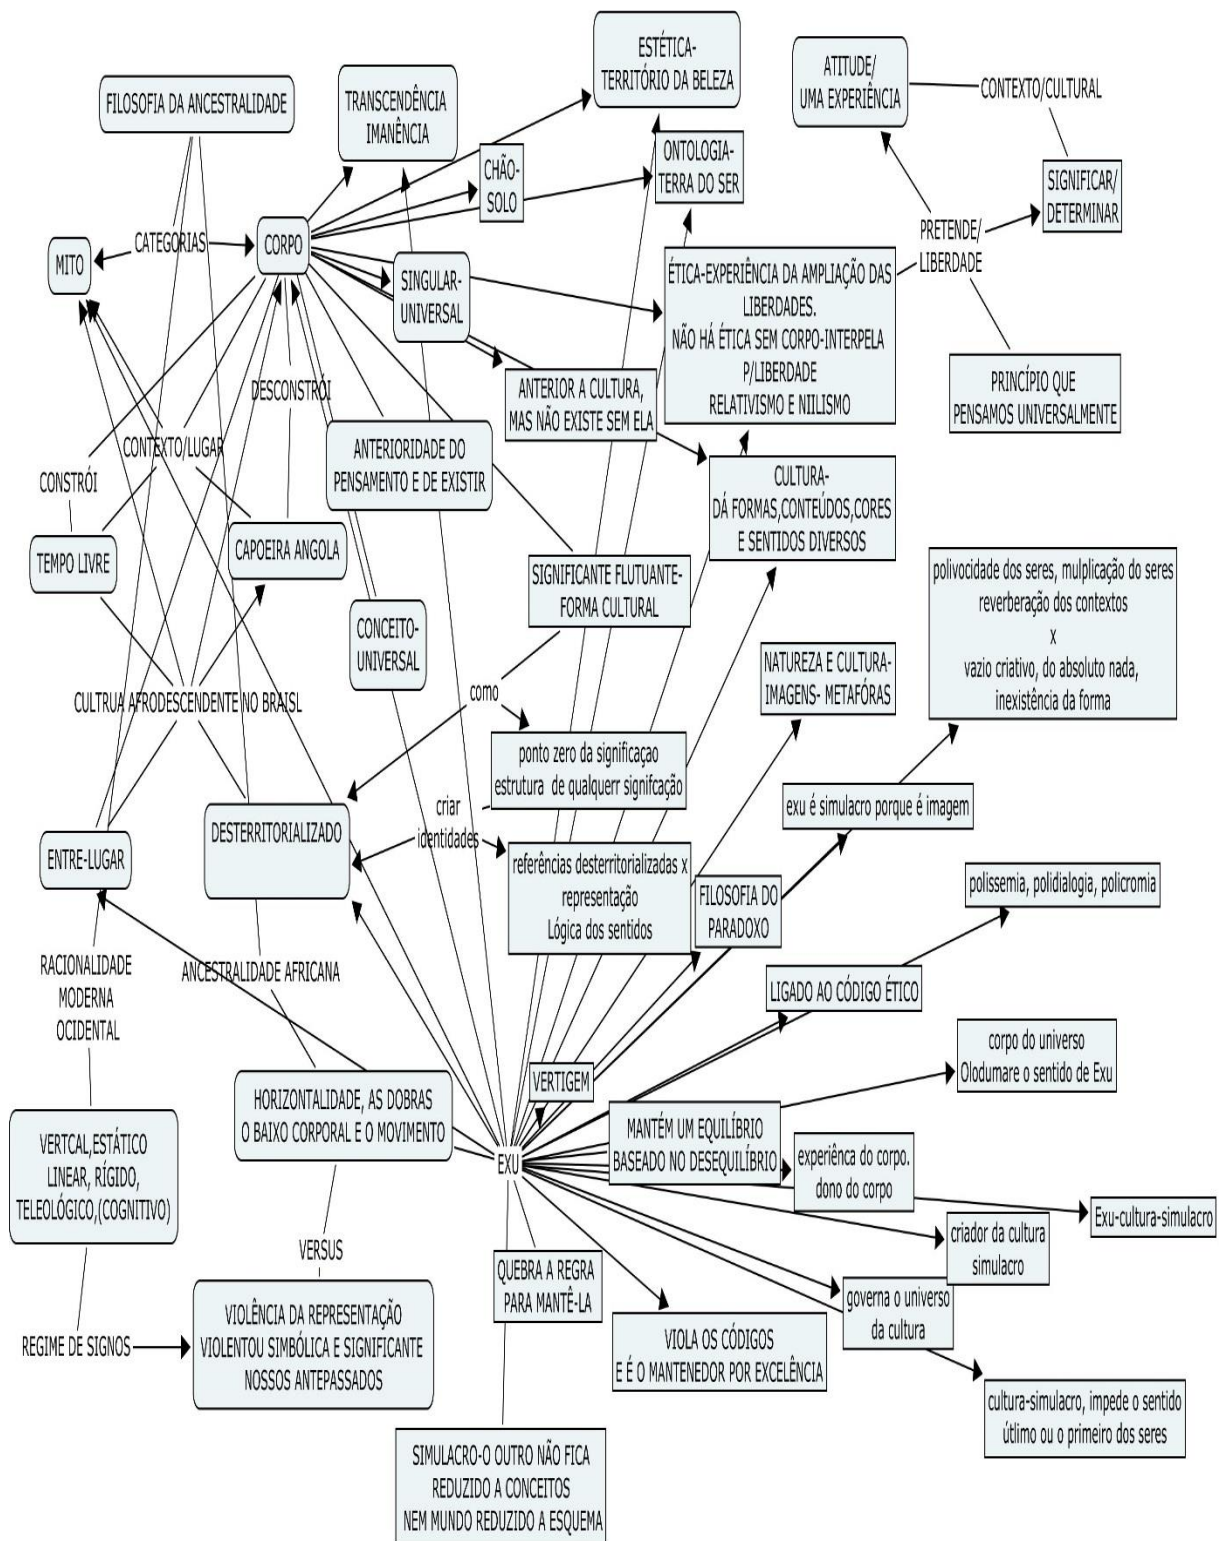 ESTÉTICA-
TERRITÓRIO DA BELEZA
ATITUDE/
UMA EXPERIÊNCIA
CONTEXTO/CULTURAL
FILOSOFIA DA ANCESTRALIDADE
TRANSCENDÊNCIA
IMANÊNCIA
CHÃO-
SOLO
ONTOLOGIA-
TERRA DO SER
SIGNIFICAR/
DETERMINAR
MITO
CATEGORIAS
CORPO
PRETENDE/
LIBERDADE
SINGULAR-
UNIVERSAL
ÉTICA-EXPERIÊNCIA DA AMPLIAÇÃO DAS
LIBERDADES.
NÃO HÁ ÉTICA SEM CORPO-INTERPELA
P/LIBERDADE
RELATIVISMO E NIILISMO
DESCONSTRÓI
ANTERIOR A CULTURA,
MAS NÃO EXISTE SEM ELA
PRINCÍPIO QUE
PENSAMOS UNIVERSALMENTE
CONTEXTO/LUGAR
ANTERIORIDADE DO
PENSAMENTO E DE EXISTIR
CONSTRÓI
CULTURA-
DÁ FORMAS,CONTEÚDOS,CORES
E SENTIDOS DIVERSOS
TEMPO LIVRE
CAPOEIRA ANGOLA
SIGNIFICANTE FLUTUANTE-
FORMA CULTURAL
polivocidade dos seres, mulplicação do seres
reverberação dos contextos
x
vazio criativo, do absoluto nada,
inexistência da forma
CONCEITO-
UNIVERSAL
NATUREZA E CULTURA-
IMAGENS- METAFÓRAS
CULTRUA AFRODESCENDENTE NO BRAISL
como
ponto zero da significaçao
estrutura de qualquerr signifcação
criar
identidades
exu é simulacro porque é imagem
DESTERRITORIALIZADO
ENTRE-LUGAR
referências desterritorializadas x
representação
Lógica dos sentidos
FILOSOFIA DO
PARADOXO
polissemia, polidialogia, policromia
RACIONALIDADE
MODERNA
OCIDENTAL
ANCESTRALIDADE AFRICANA
LIGADO AO CÓDIGO ÉTICO
corpo do universo
Olodumare o sentido de Exu
VERTIGEM
HORIZONTALIDADE, AS DOBRAS
O BAIXO CORPORAL E O MOVIMENTO
MANTÉM UM EQUILÍBRIO
BASEADO NO DESEQUILÍBRIO
VERTCAL,ESTÁTICO
LINEAR, RÍGIDO,
TELEOLÓGICO,(COGNITIVO)
EXU
experiênca do corpo.
dono do corpo
Exu-cultura-simulacro
criador da cultura
simulacro
VERSUS
QUEBRA A REGRA
PARA MANTÊ-LA
governa o universo
da cultura
REGIME DE SIGNOS
VIOLÊNCIA DA REPRESENTAÇÃO
VIOLENTOU SIMBÓLICA E SIGNIFICANTE
NOSSOS ANTEPASSADOS
VIOLA OS CÓDIGOS
E É O MANTENEDOR POR EXCELÊNCIA
cultura-simulacro, impede o sentido
útlimo ou o primeiro dos seres
SIMULACRO-O OUTRO NÃO FICA
REDUZIDO A CONCEITOS
NEM MUNDO REDUZIDO A ESQUEMA